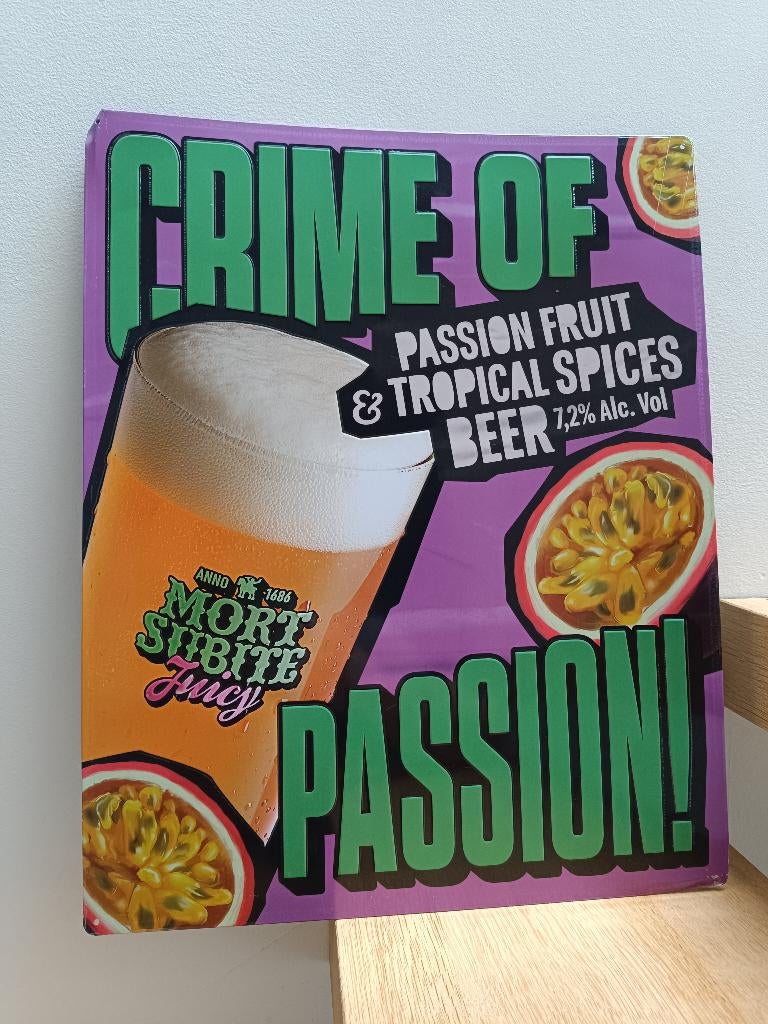 CRIME OF
PASSION FRUIT
& TROPICAL SPICES
BEER 7,2% Alc. Vol
ANNO 1686
MORT
SUBITE
Juicy
PASSION!